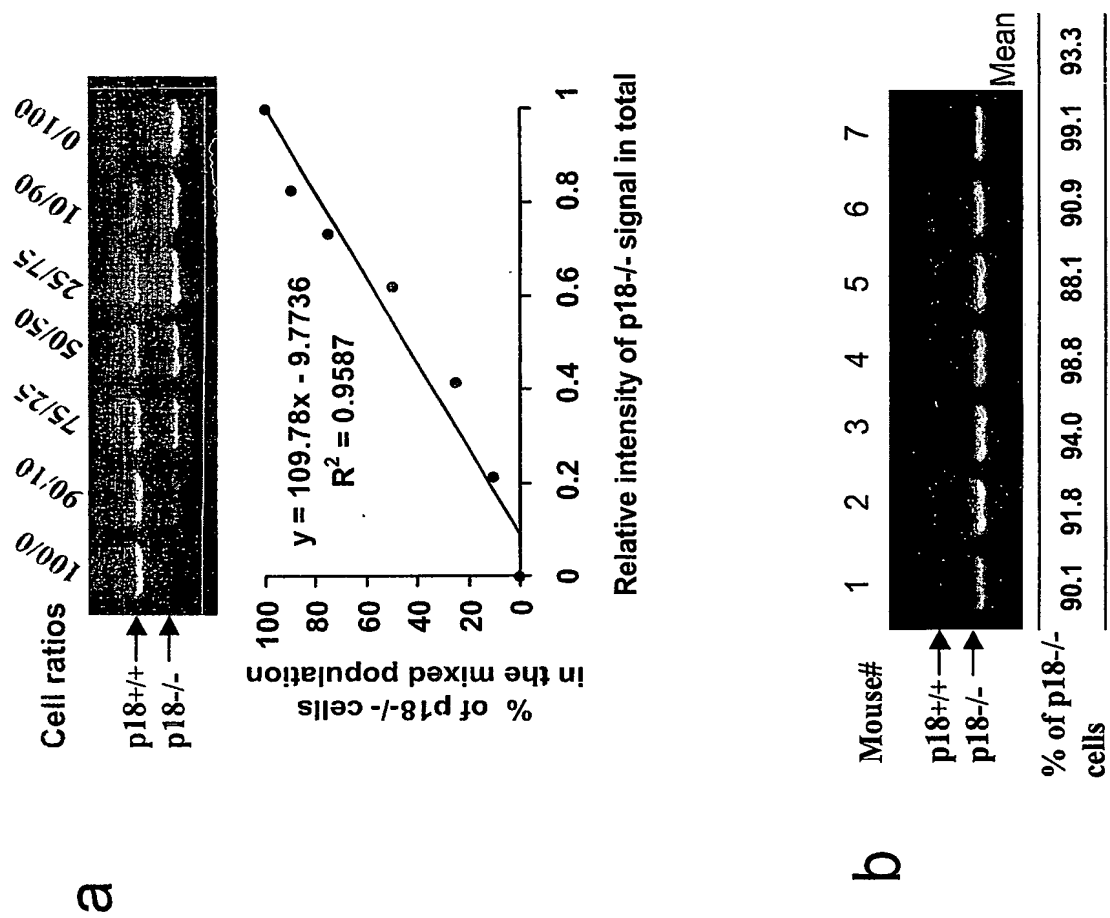 a
Cell ratios
100/0 90/10 75/25 50/50 25/75 10/90 0/100
p18+/+
p18-/-
% of p18-/- cells
in the mixed population
100
80
60
40
20
0
y = 109.78x - 9.7736
R² = 0.9587
0 0.2 0.4 0.6 0.8 1
Relative intensity of p18-/- signal in total
b
Mouse# 1 2 3 4 5 6 7
p18+/+
p18-/-
Mean
% of p18-/- 90.1 91.8 94.0 98.8 88.1 90.9 99.1 93.3
cells